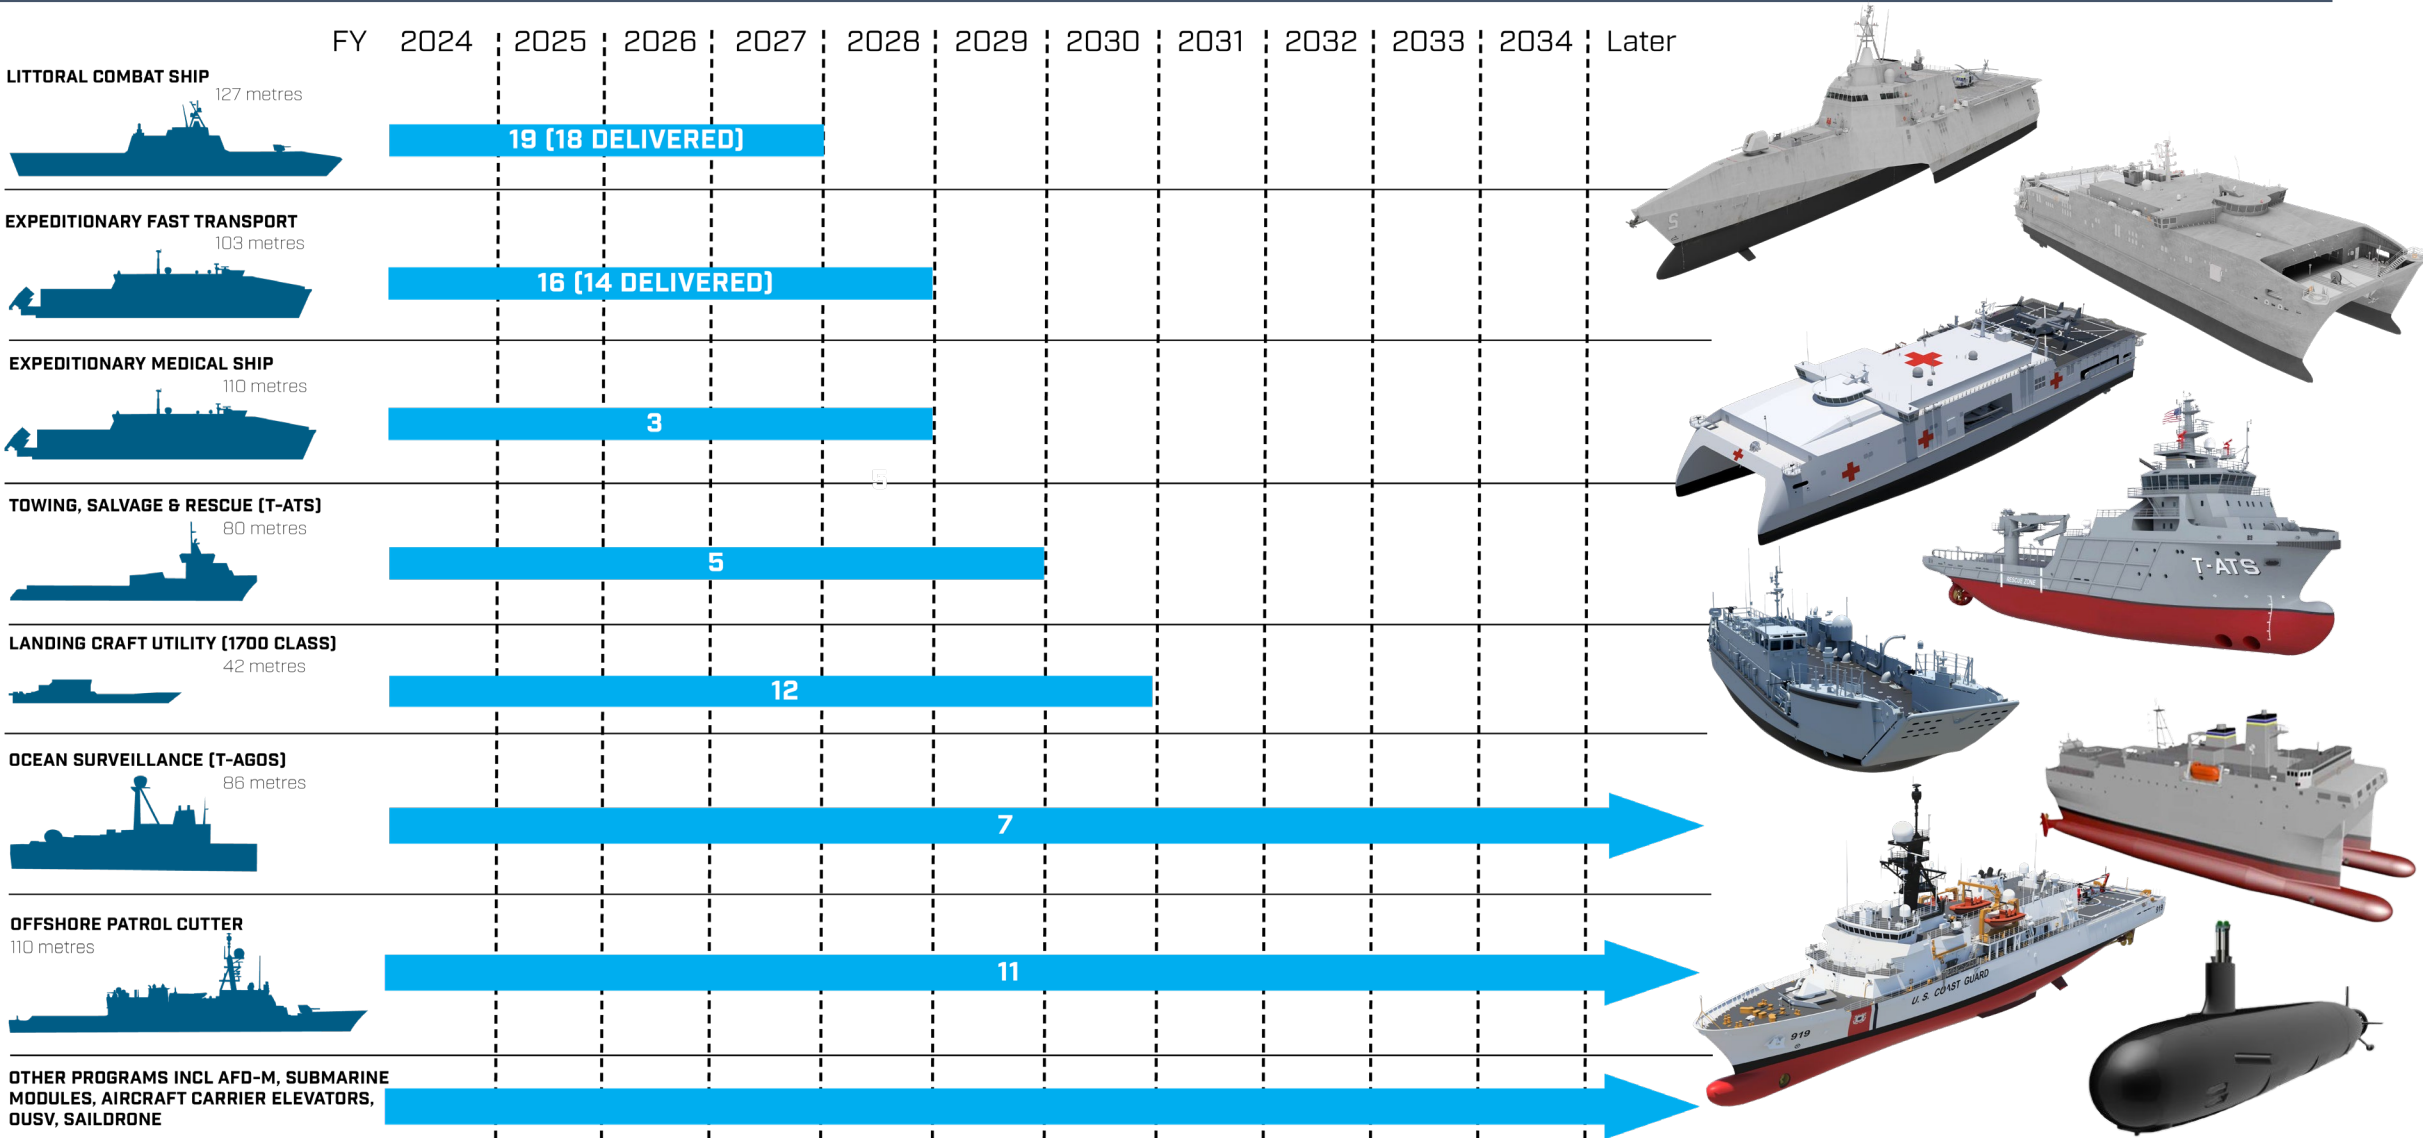 FY 2024 2025 2026 2027 2028 2029 2030 2031 2032 2033 2034 Later
LITTORAL COMBAT SHIP
127 metres
19 (18 DELIVERED)
EXPEDITIONARY FAST TRANSPORT
103 metres
16 (14 DELIVERED)
EXPEDITIONARY MEDICAL SHIP
110 metres
3
TOWING, SALVAGE & RESCUE (T-ATS)
80 metres
5
LANDING CRAFT UTILITY (1700 CLASS)
42 metres
12
OCEAN SURVEILLANCE (T-AGOS)
86 metres
7
OFFSHORE PATROL CUTTER
110 metres
11
OTHER PROGRAMS INCL AFD-M, SUBMARINE
MODULES, AIRCRAFT CARRIER ELEVATORS,
OUSV, SAILDRONE
T-ATS
RESCUE ZONE
U.S. COAST GUARD
919